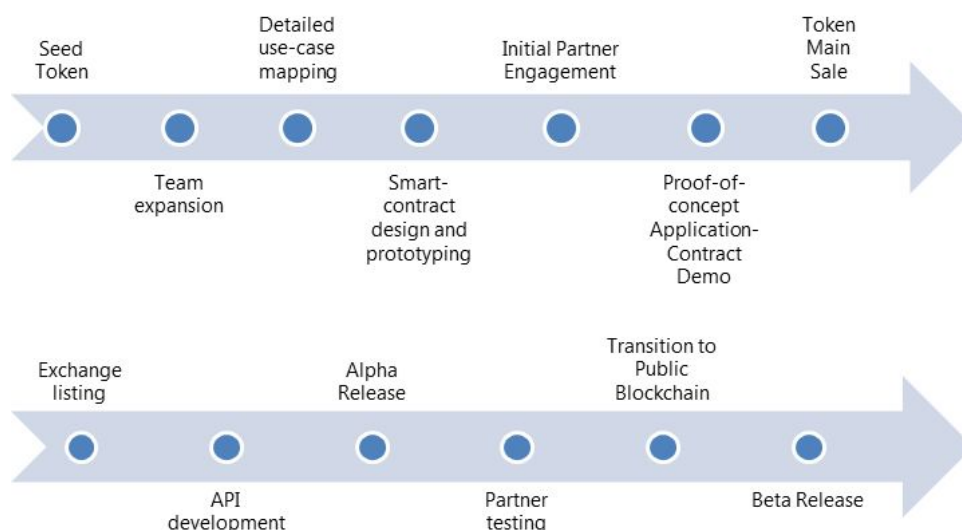 Seed
Token
Team
expansion
Detailed
use-case
mapping
Smart-
contract
design and
prototyping
Initial Partner
Engagement
Proof-of-
concept
Application-
Contract
Demo
Token
Main
Sale
Exchange
listing
API
development
Alpha
Release
Partner
testing
Transition to
Public
Blockchain
Beta Release